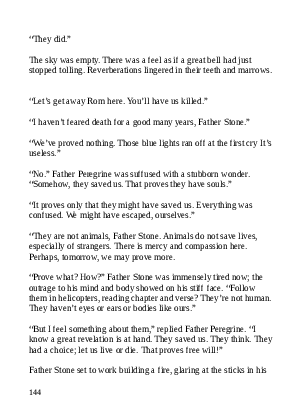 “They did.”
The sky was empty. There was a feel as if a great bell had just
stopped tolling. Reverberations lingered in their teeth and marrows.
“Let’s get away Rom here. You’ll have us killed.”
“I haven’t feared death for a good many years, Father Stone.”
“We’ve proved nothing. Those blue lights ran off at the first cry It’s
useless.”
“No.” Father Peregrine was suffused with a stubborn wonder.
“Somehow, they saved us. That proves they have souls.”
“It proves only that they might have saved us. Everything was
confused. We might have escaped, ourselves.”
“They are not animals, Father Stone. Animals do not save lives,
especially of strangers. There is mercy and compassion here.
Perhaps, tomorrow, we may prove more.
“Prove what? How?” Father Stone was immensely tired now; the
outrage to his mind and body showed on his stiff face. “Follow
them in helicopters, reading chapter and verse? They’re not human.
They haven’t eyes or ears or bodies like ours.”
“But I feel something about them,” replied Father Peregrine. “I
know a great revelation is at hand. They saved us. They think. They
had a choice; let us live or die. That proves free will!”
Father Stone set to work building a fire, glaring at the sticks in his
144